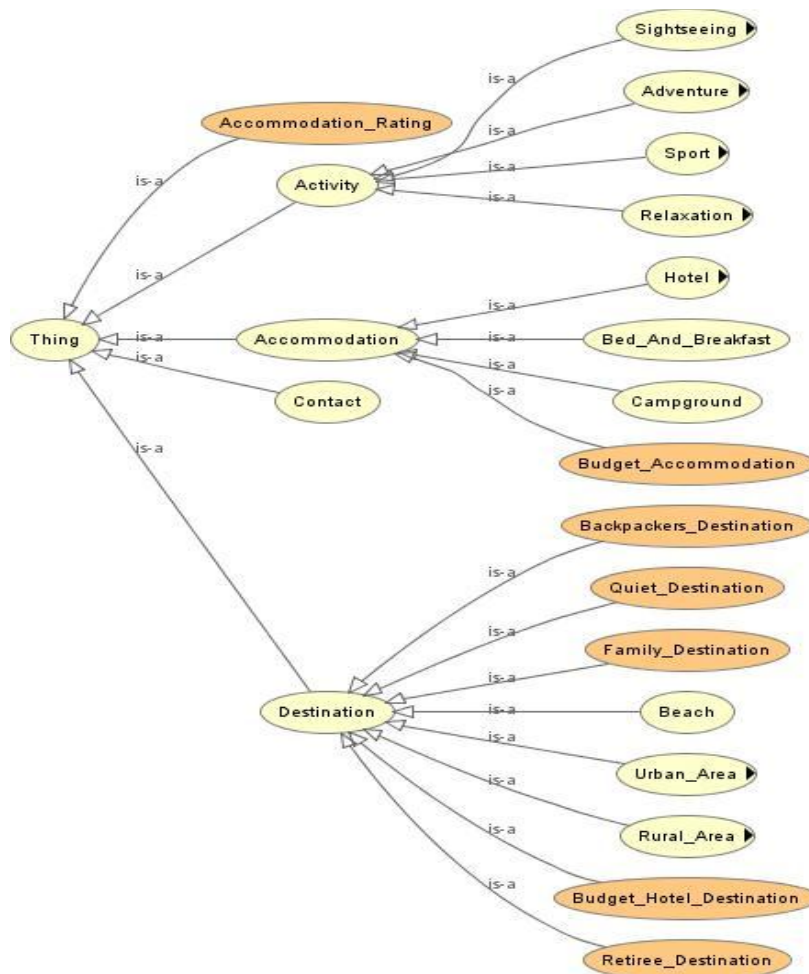 Sightseeing
is-a
Adventure
Accommodation_Rating
is-a
Sport
is-a
Activity
is-a
is-a
Relaxation
is-a
Hotel
is-a
Thing
is-a
Accommodation
is-a
Bed_And_Breakfast
is-a
is-a
Contact
Campground
is-a
is-a
Budget_Accommodation
Backpackers_Destination
is-a
Quiet_Destination
is-a
Family_Destination
is-a
Destination
is-a
Beach
is-a
Urban_Area
is-a
Rural_Area
is-a
Budget_Hotel_Destination
is-a
Retiree_Destination